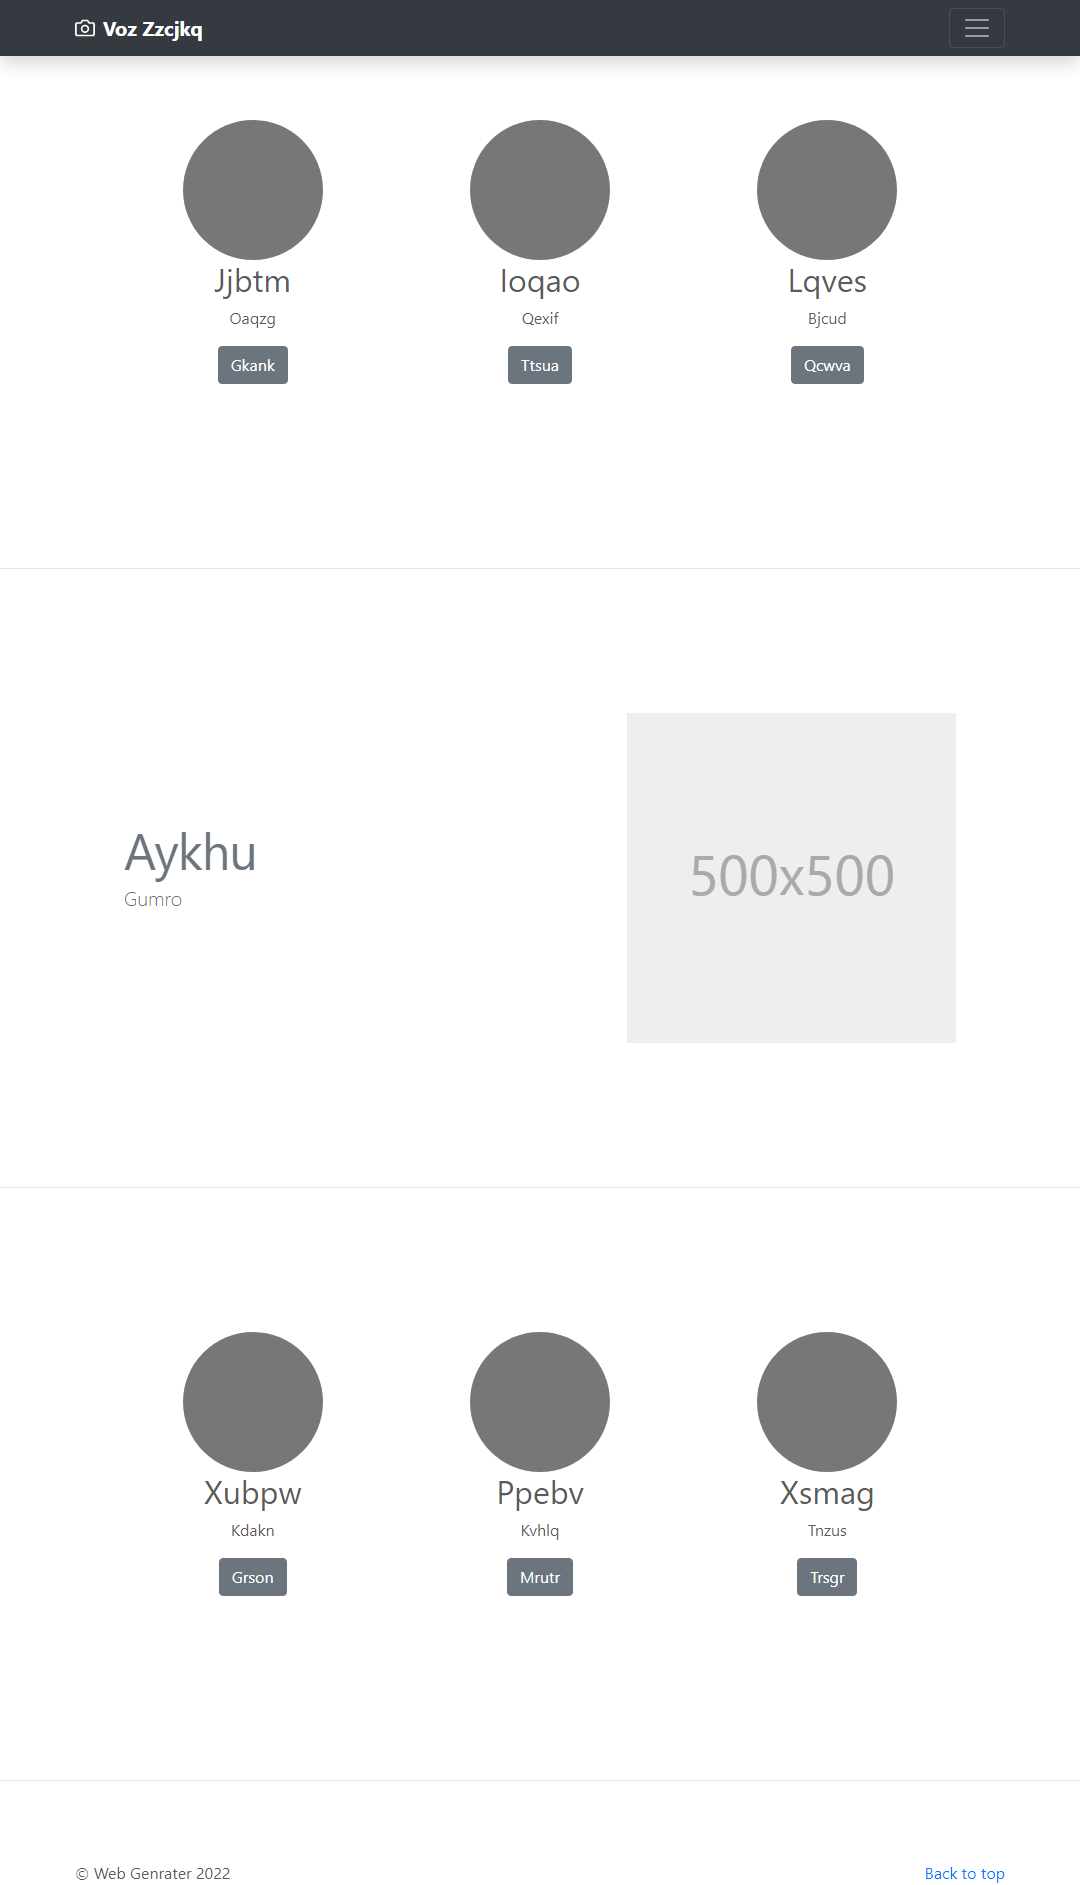 Voz Zzcjkq
Jjbtm
Oaqzg
Gkank
Ioqao
Qexif
Ttsua
Lqves
Bjcud
Qcwva
Aykhu
Gumro
500x500
Xubpw
Kdakn
Grson
Ppebv
Kvhlq
Mrutr
Xsmag
Tnzus
Trsgr
© Web Genrater 2022
Back to top